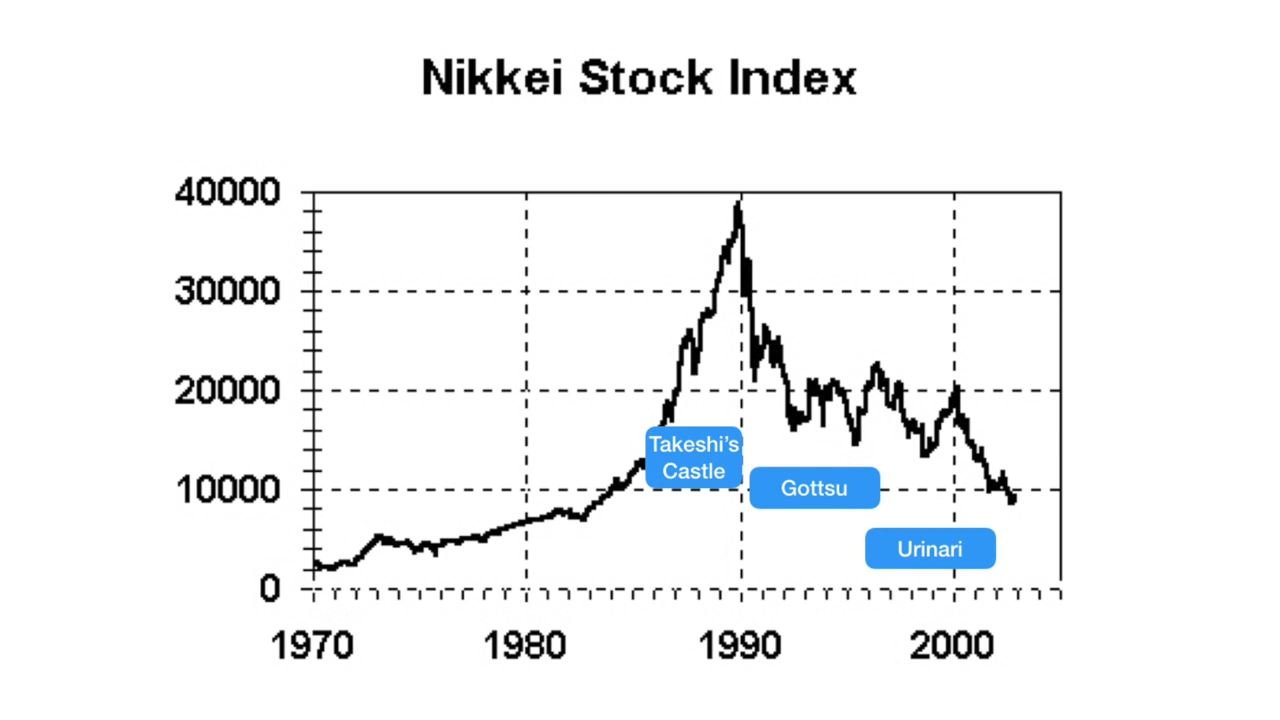 Nikkei Stock Index
40000
30000
20000
10000
0
Takeshi's
Castle
Gottsu
Urinari
1970 1980 1990 2000